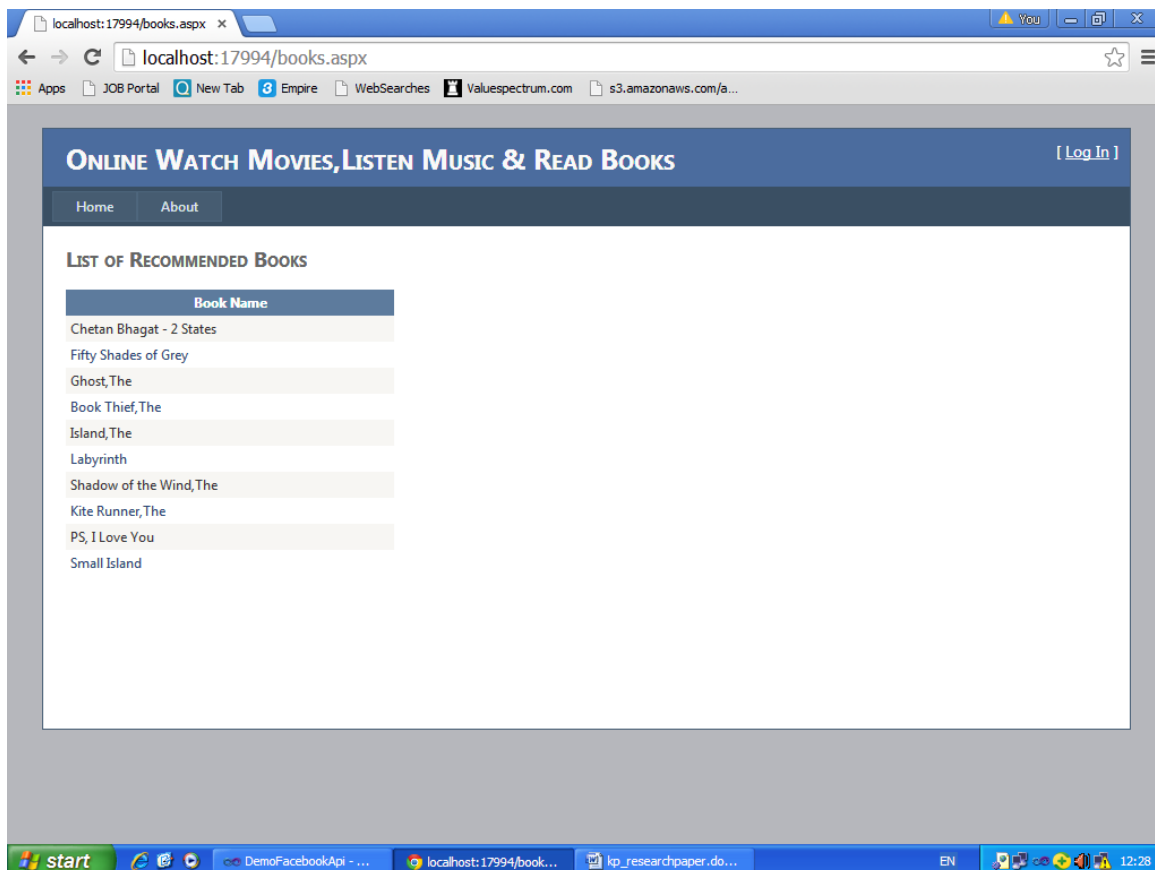 localhost:17994/books.aspx
You
localhost:17994/books.aspx
Apps JOB Portal New Tab Empire WebSearches Valuespectrum.com s3.amazonaws.com/a...
Online Watch Movies,Listen Music & Read Books
[ Log In ]
Home About
List of Recommended Books
Book Name
Chetan Bhagat - 2 States
Fifty Shades of Grey
Ghost,The
Book Thief,The
Island,The
Labyrinth
Shadow of the Wind,The
Kite Runner,The
PS, I Love You
Small Island
start DemoFacebookApi - ... localhost:17994/book... kp_researchpaper.do... EN 12:28